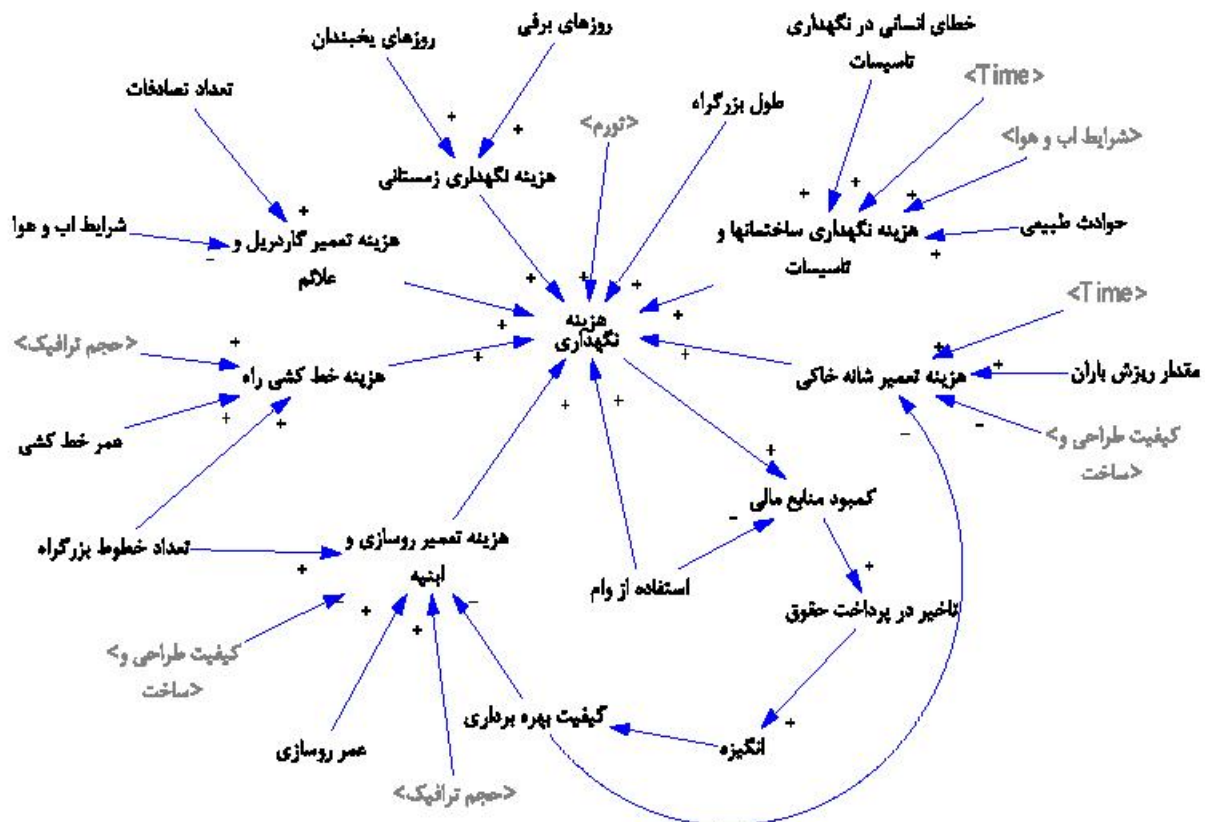 روزهای برفی
خطای انسانی در نگهداری
تاسیسات
روزهای یخبندان
<Time>
تعداد تصادفات
طول بزرگراه
<تورم>
<شرایط اب و هوا>
هزینه نگهداری زمستانی
شرایط اب و هوا
هزینه تعمیر گاردریل و
علائم
هزینه نگهداری ساختمانها و
تاسیسات
حوادث طبیعی
<Time>
هزینه
نگهداری
<حجم ترافیک>
هزینه خط کشی راه
هزینه تعمیر شانه خاکی
مقدار ریزش باران
عمر خط کشی
کیفیت طراحی و>
<ساخت
کمبود منابع مالی
تعداد خطوط بزرگراه
هزینه تعمیر روسازی و
ابنیه
استفاده از وام
تاخیر در پرداخت حقوق
کیفیت طراحی و>
<ساخت
کیفیت بهره برداری
انگیزه
عمر روسازی
<حجم ترافیک>